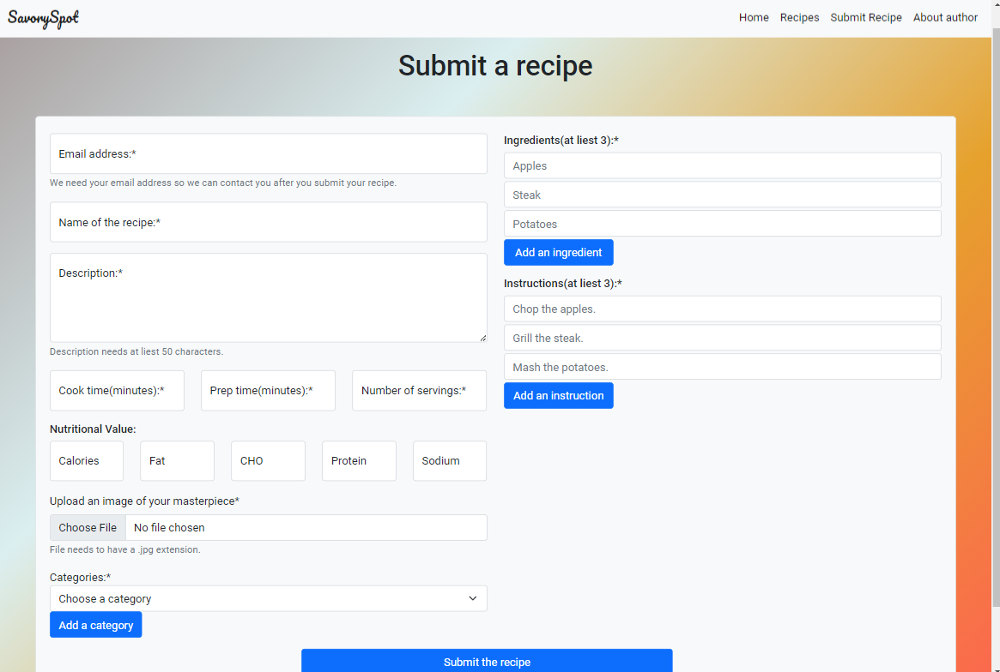 SavorySpot
Home Recipes Submit Recipe About author
Submit a recipe
Email address:*
We need your email address so we can contact you after you submit your recipe.
Name of the recipe:*
Description:*
Description needs at liest 50 characters.
Cook time(minutes):* Prep time(minutes):* Number of servings:*
Nutritional Value:
Calories Fat CHO Protein Sodium
Upload an image of your masterpiece*
Choose File No file chosen
File needs to have a .jpg extension.
Categories:*
Choose a category
Add a category
Ingredients(at liest 3):*
Apples
Steak
Potatoes
Add an ingredient
Instructions(at liest 3):*
Chop the apples.
Grill the steak.
Mash the potatoes.
Add an instruction
Submit the recipe